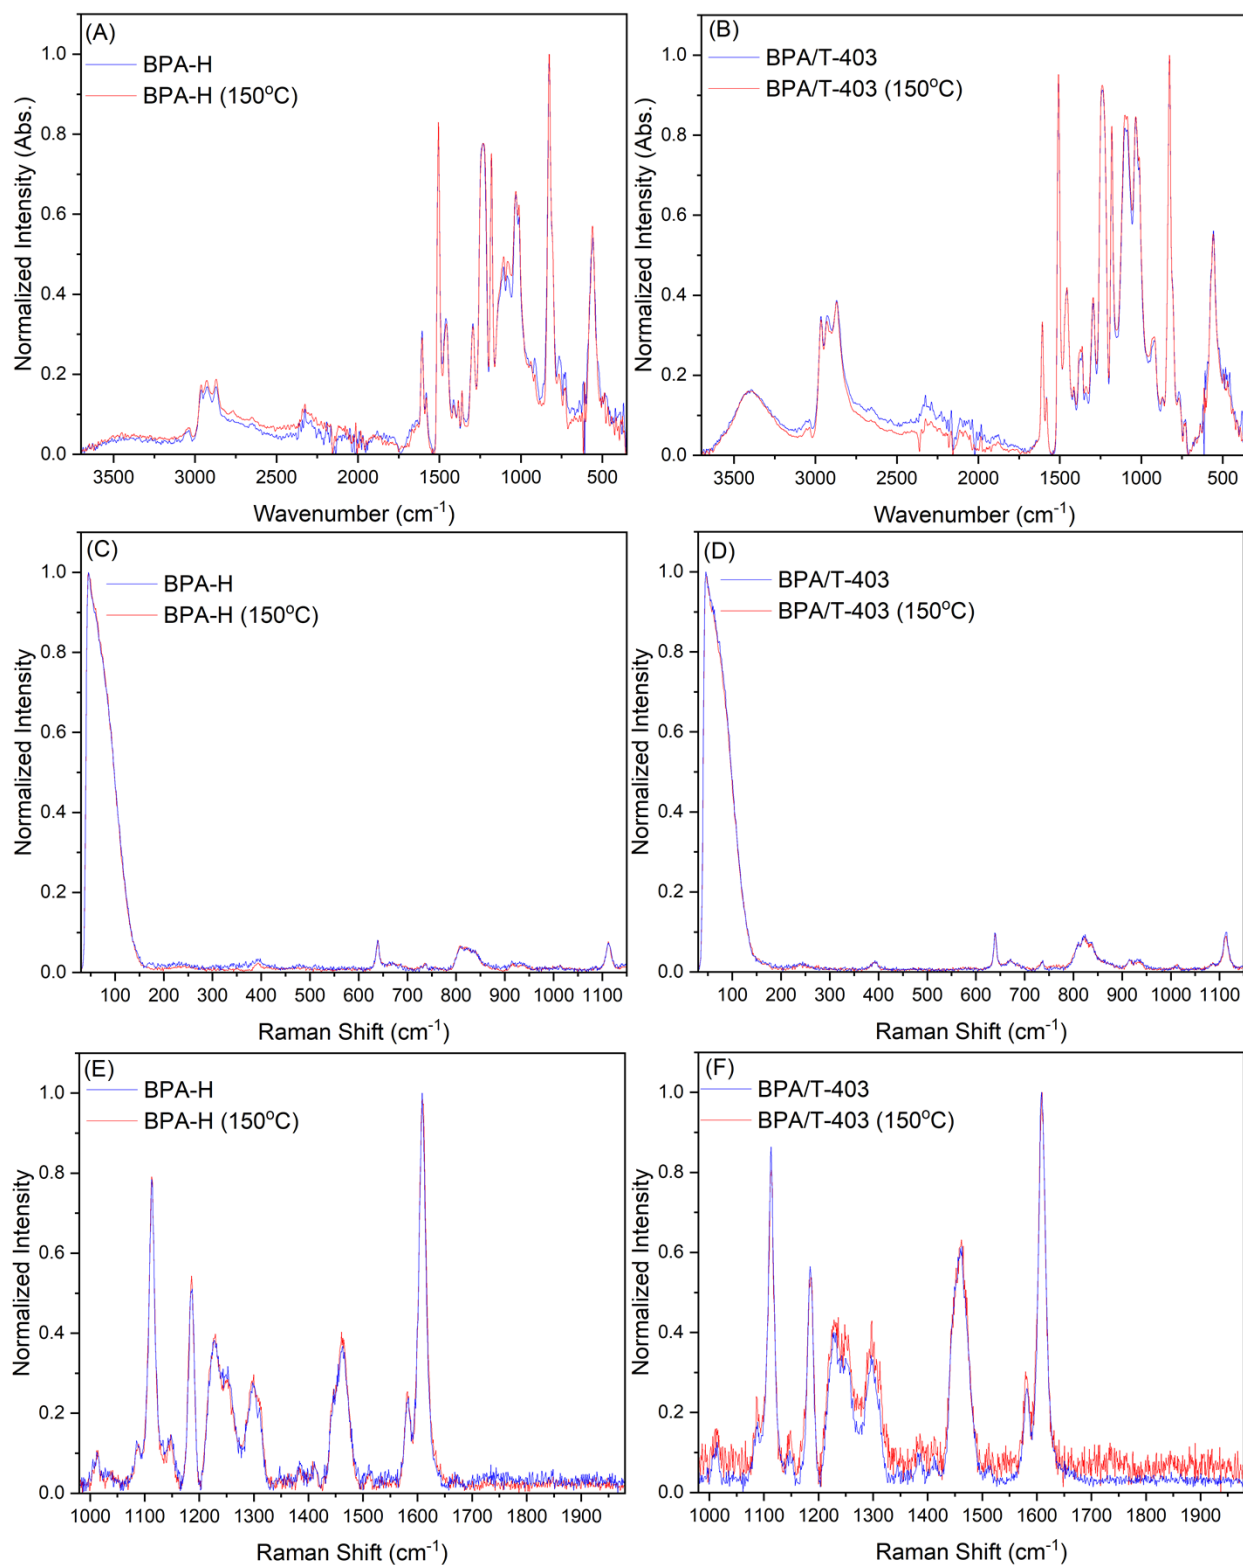 (A)
BPA-H
BPA-H (150°C)
Normalized Intensity (Abs.)
1.0
0.8
0.6
0.4
0.2
0.0
3500 3000 2500 2000 1500 1000 500
Wavenumber (cm⁻¹)
(B)
BPA/T-403
BPA/T-403 (150°C)
Normalized Intensity (Abs.)
1.0
0.8
0.6
0.4
0.2
0.0
3500 3000 2500 2000 1500 1000 500
Wavenumber (cm⁻¹)
(C)
BPA-H
BPA-H (150°C)
Normalized Intensity
1.0
0.8
0.6
0.4
0.2
0.0
100 200 300 400 500 600 700 800 900 1000 1100
Raman Shift (cm⁻¹)
(D)
BPA/T-403
BPA/T-403 (150°C)
Normalized Intensity
1.0
0.8
0.6
0.4
0.2
0.0
100 200 300 400 500 600 700 800 900 1000 1100
Raman Shift (cm⁻¹)
(E)
BPA-H
BPA-H (150°C)
Normalized Intensity
1.0
0.8
0.6
0.4
0.2
0.0
1000 1100 1200 1300 1400 1500 1600 1700 1800 1900
Raman Shift (cm⁻¹)
(F)
BPA/T-403
BPA/T-403 (150°C)
Normalized Intensity
1.0
0.8
0.6
0.4
0.2
0.0
1000 1100 1200 1300 1400 1500 1600 1700 1800 1900
Raman Shift (cm⁻¹)